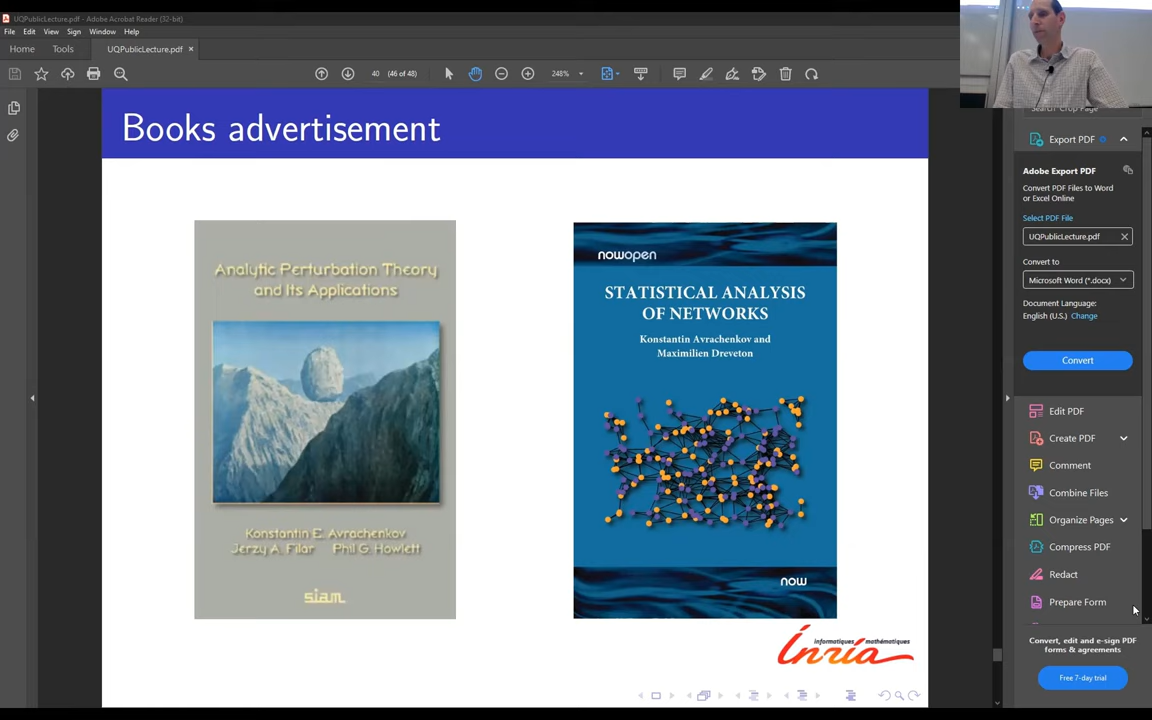 UQPublicLecture.pdf - Adobe Acrobat Reader (32-bit)
File Edit View Sign Window Help
Home Tools UQPublicLecture.pdf ×
40 (46 of 48) 248%
Books advertisement
Analytic Perturbation Theory
and Its Applications
Konstantin E. Avrachenkov
Jerzy A. Filar Phil G. Howlett
siam
nowopen
STATISTICAL ANALYSIS
OF NETWORKS
Konstantin Avrachenkov and
Maximilien Dreveton
now
informatiques mathématiques
Inria
Search 'Crop Page'
Export PDF
Adobe Export PDF
Convert PDF Files to Word
or Excel Online
Select PDF File
UQPublicLecture.pdf
Convert to
Microsoft Word (*.docx)
Document Language:
English (U.S.) Change
Convert
Edit PDF
Create PDF
Comment
Combine Files
Organize Pages
Compress PDF
Redact
Prepare Form
Convert, edit and e-sign PDF
forms & agreements
Free 7-day trial